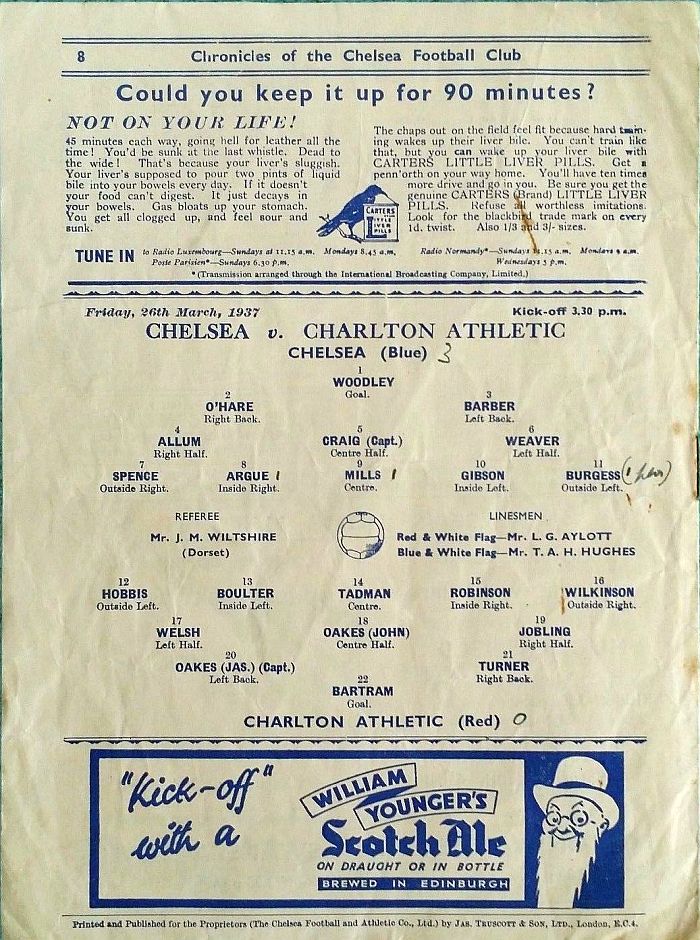 8 Chronicles of the Chelsea Football Club
Could you keep it up for 90 minutes?
NOT ON YOUR LIFE!
45 minutes each way, going hell for leather all the
time! You'd be sunk at the last whistle. Dead to
the wide! That's because your liver's sluggish.
Your liver's supposed to pour two pints of liquid
bile into your bowels every day. If it doesn't
your food can't digest. It just decays in
your bowels. Gas bloats up your stomach.
You get all clogged up, and feel sour and
sunk.
The chaps out on the field feel fit because hard train-
ing wakes up their liver bile. You can't train like
that, but you can wake up your liver bile with
CARTERS LITTLE LIVER PILLS. Get a
penn'orth on your way home. You'll have ten times
more drive and go in you. Be sure you get the
genuine CARTERS (Brand) LITTLE LIVER
PILLS. Refuse all worthless imitations.
Look for the blackbird trade mark on every
1d. twist. Also 1/3 and 3/- sizes.
CARTERS
LITTLE
LIVER
PILLS
TUNE IN to Radio Luxembourg—Sundays at 11.15 a.m. Mondays 8.45 a.m. Radio Normandy*—Sundays 11.15 a.m. Mondays 9 a.m.
Poste Parisien*—Sundays 6.30 p.m. Wednesdays 5 p.m.
*(Transmission arranged through the International Broadcasting Company, Limited.)
Friday, 26th March, 1937 Kick-off 3.30 p.m.
CHELSEA v. CHARLTON ATHLETIC
CHELSEA (Blue) 3
1
WOODLEY
Goal.
2 3
O'HARE BARBER
Right Back. Left Back.
4 5 6
ALLUM CRAIG (Capt.) WEAVER
Right Half. Centre Half. Left Half.
7 8 9 10 11
SPENCE ARGUE 1 MILLS 1 GIBSON BURGESS (1 pen)
Outside Right. Inside Right. Centre. Inside Left. Outside Left.
REFEREE LINESMEN
Mr. J. M. WILTSHIRE Red & White Flag—Mr. L. G. AYLOTT
(Dorset) Blue & White Flag—Mr. T. A. H. HUGHES
12 13 14 15 16
HOBBIS BOULTER TADMAN ROBINSON WILKINSON
Outside Left. Inside Left. Centre. Inside Right. Outside Right.
17 18 19
WELSH OAKES (JOHN) JOBLING
Left Half. Centre Half. Right Half.
20 21
OAKES (JAS.) (Capt.) TURNER
Left Back. Right Back.
22
BARTRAM
Goal.
CHARLTON ATHLETIC (Red) 0
"Kick-off"
with a
WILLIAM
YOUNGER'S
Scotch Ale
ON DRAUGHT OR IN BOTTLE
BREWED IN EDINBURGH
Printed and Published for the Proprietors (The Chelsea Football and Athletic Co., Ltd.) by JAS. TRUSCOTT & SON, LTD., London, E.C.4.